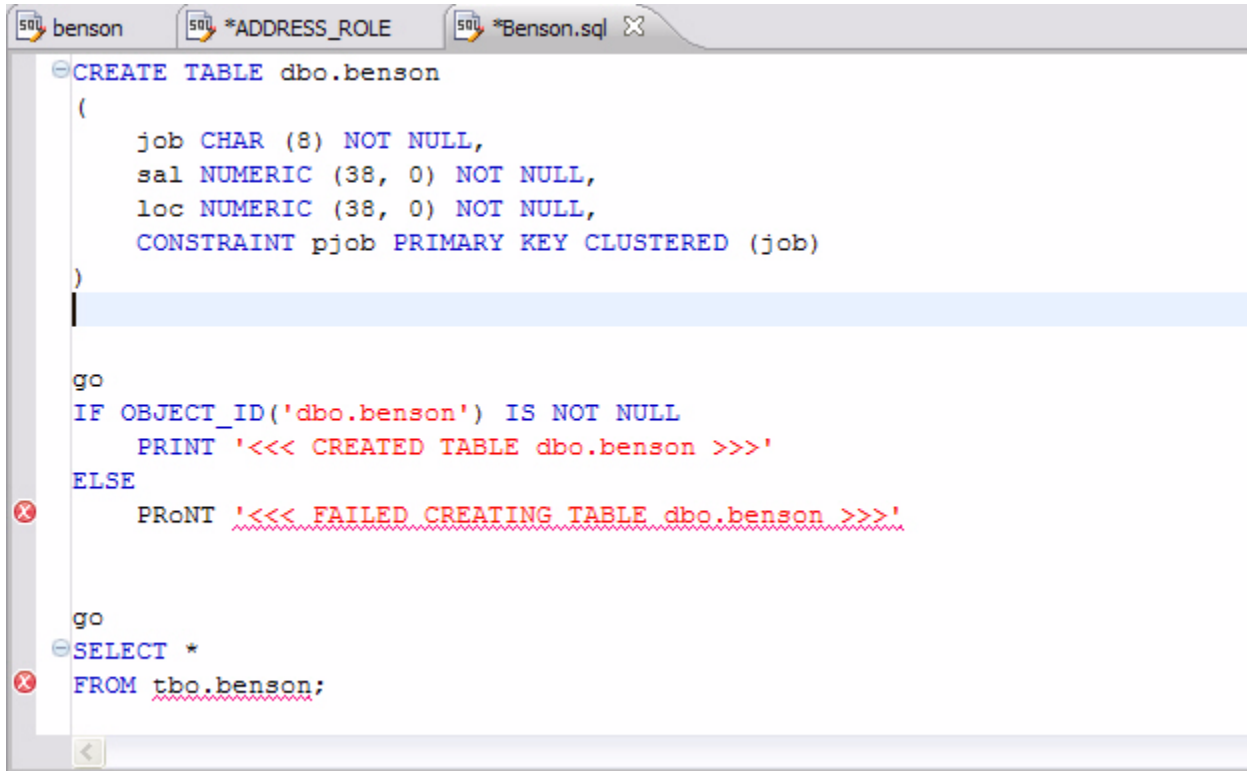 benson *ADDRESS_ROLE *Benson.sql
CREATE TABLE dbo.benson
(
    job CHAR (8) NOT NULL,
    sal NUMERIC (38, 0) NOT NULL,
    loc NUMERIC (38, 0) NOT NULL,
    CONSTRAINT pjob PRIMARY KEY CLUSTERED (job)
)
go
IF OBJECT_ID('dbo.benson') IS NOT NULL
    PRINT '<<< CREATED TABLE dbo.benson >>>'
ELSE
    PRoNT '<<< FAILED CREATING TABLE dbo.benson >>>'
go
SELECT *
FROM tbo.benson;